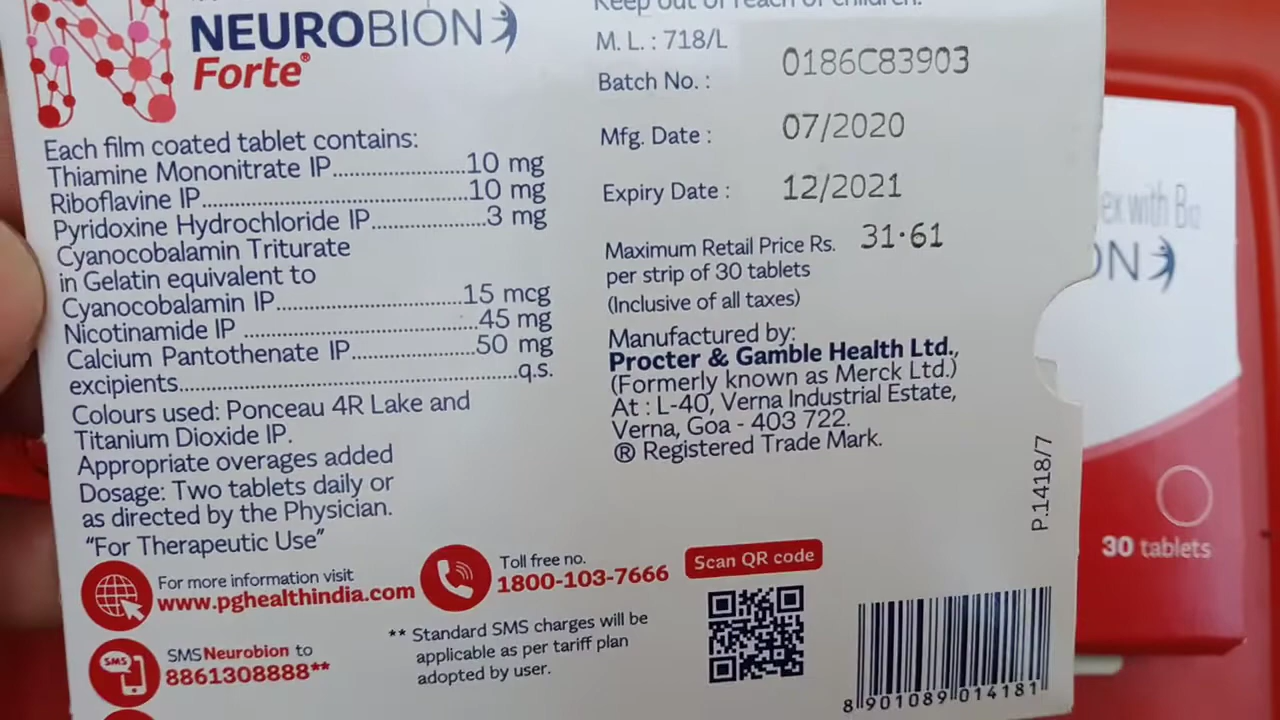 NEUROBION
Forte®
Each film coated tablet contains:
Thiamine Mononitrate IP.......................10 mg
Riboflavine IP..............................................10 mg
Pyridoxine Hydrochloride IP....................3 mg
Cyanocobalamin Triturate
in Gelatin equivalent to
Cyanocobalamin IP................................15 mcg
Nicotinamide IP........................................45 mg
Calcium Pantothenate IP.....................50 mg
excipients...........................................................q.s.
Colours used: Ponceau 4R Lake and
Titanium Dioxide IP.
Appropriate overages added
Dosage: Two tablets daily or
as directed by the Physician.
“For Therapeutic Use”
For more information visit
www.pghealthindia.com
SMS
SMS Neurobion to
8861308888**
Toll free no.
1800-103-7666
** Standard SMS charges will be
applicable as per tariff plan
adopted by user.
Scan QR code
Keep out of reach of children.
M. L. : 718/L
Batch No. : 0186C83903
Mfg. Date : 07/2020
Expiry Date : 12/2021
Maximum Retail Price Rs. 31·61
per strip of 30 tablets
(Inclusive of all taxes)
Manufactured by:
Procter & Gamble Health Ltd.,
(Formerly known as Merck Ltd.)
At : L-40, Verna Industrial Estate,
Verna, Goa - 403 722.
® Registered Trade Mark.
P.1418/7
8 901089 014181
ex with B12
ON
30 tablets